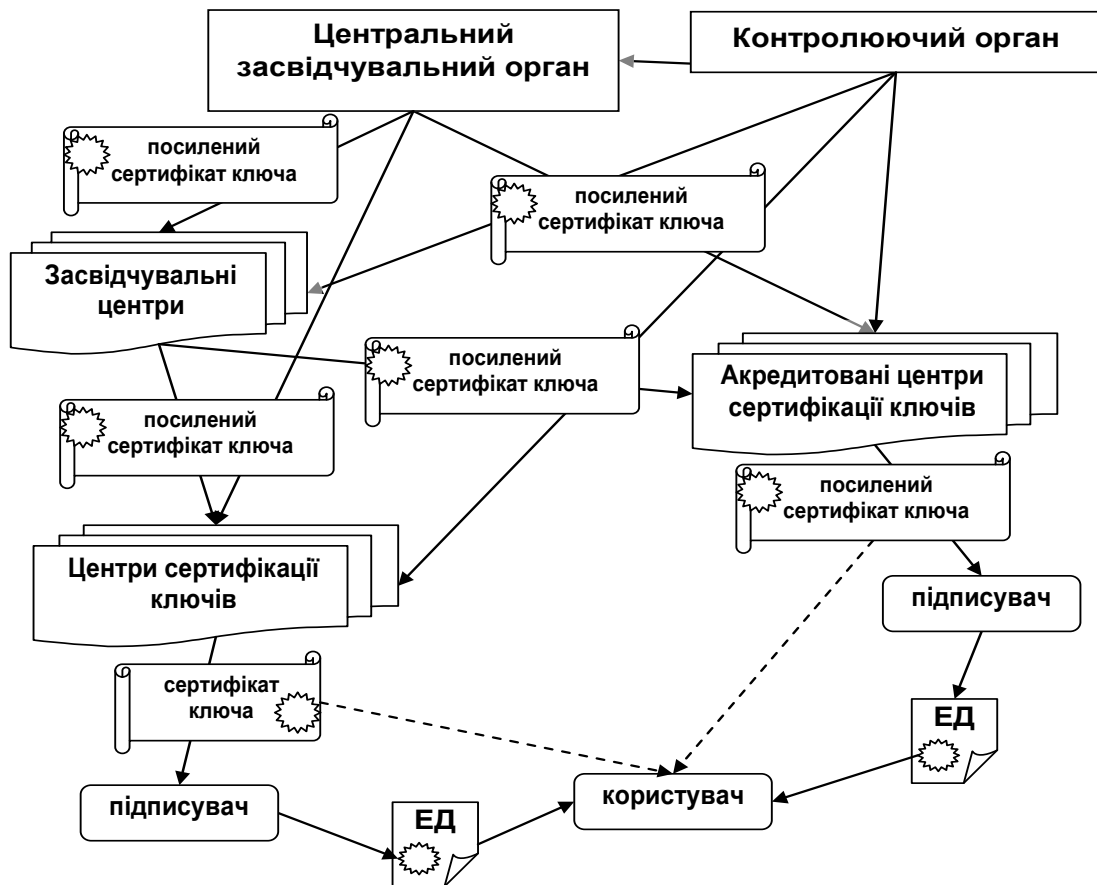 Центральний
засвідчувальний орган
Контролюючий орган
посилений
сертифікат ключа
посилений
сертифікат ключа
Засвідчувальні
центри
посилений
сертифікат ключа
Акредитовані центри
сертифікації ключів
посилений
сертифікат ключа
посилений
сертифікат ключа
Центри сертифікації
ключів
підписувач
сертифікат
ключа
ЕД
підписувач
користувач
ЕД